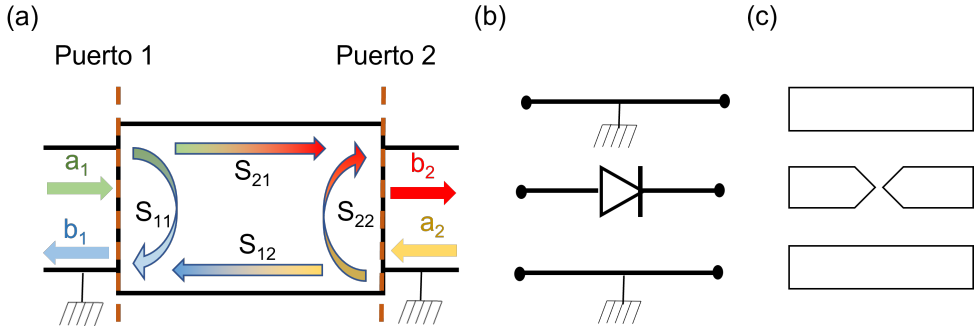 (a)
Puerto 1
Puerto 2
a1
b1
S11
S21
S12
S22
b2
a2
(b)
(c)